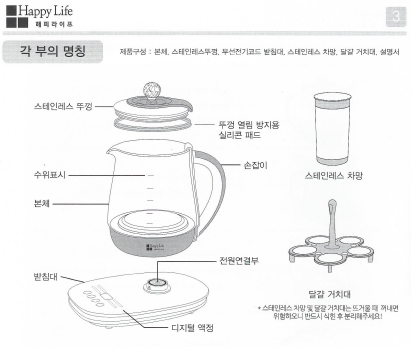 Happy Life
해피라이프
3
각 부의 명칭
제품구성 : 본체, 스테인레스뚜껑, 무선전기코드 받침대, 스테인레스 차망, 달걀 거치대, 설명서
스테인레스 뚜껑
뚜껑 열림 방지용
실리콘 패드
손잡이
수위표시
본체
스테인레스 차망
Happy Life
전원연결부
받침대
디지털 액정
달걀 거치대
* 스테인레스 차망 및 달걀 거치대는 뜨거울 때 꺼내면
위험하오니 반드시 식힌 후 분리해주세요!